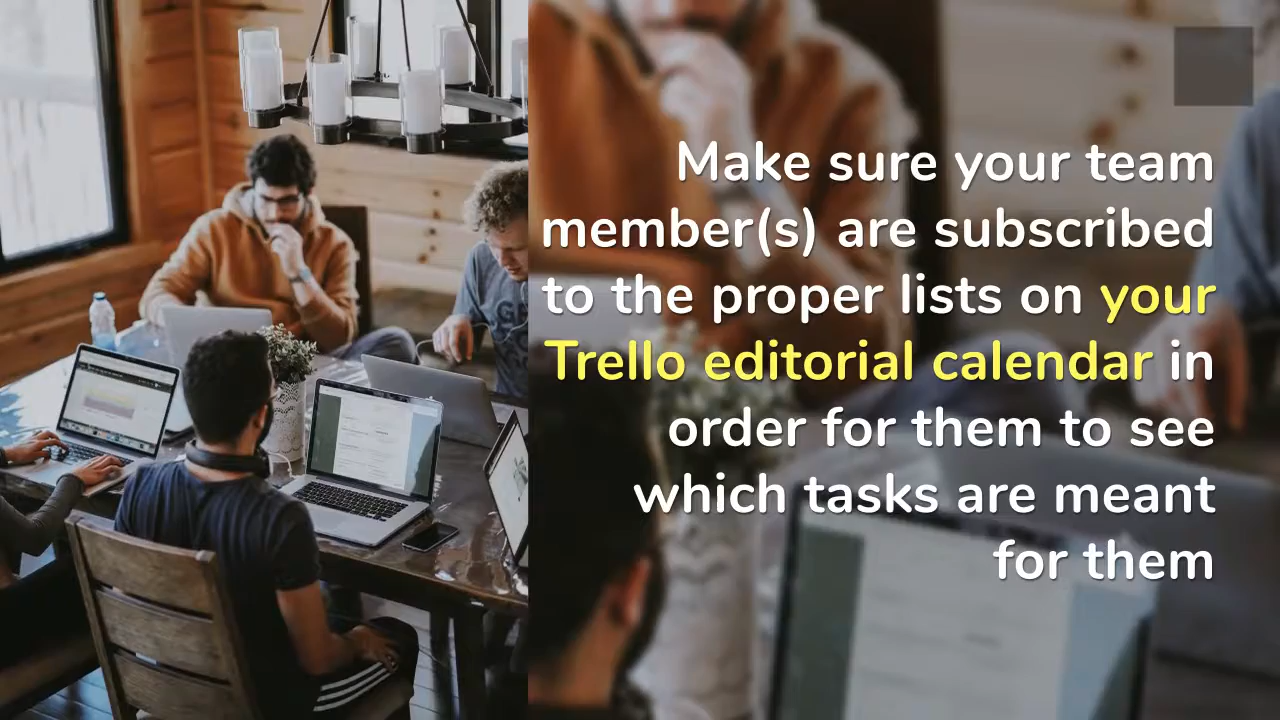 Make sure your team
member(s) are subscribed
to the proper lists on your
Trello editorial calendar in
order for them to see
which tasks are meant
for them